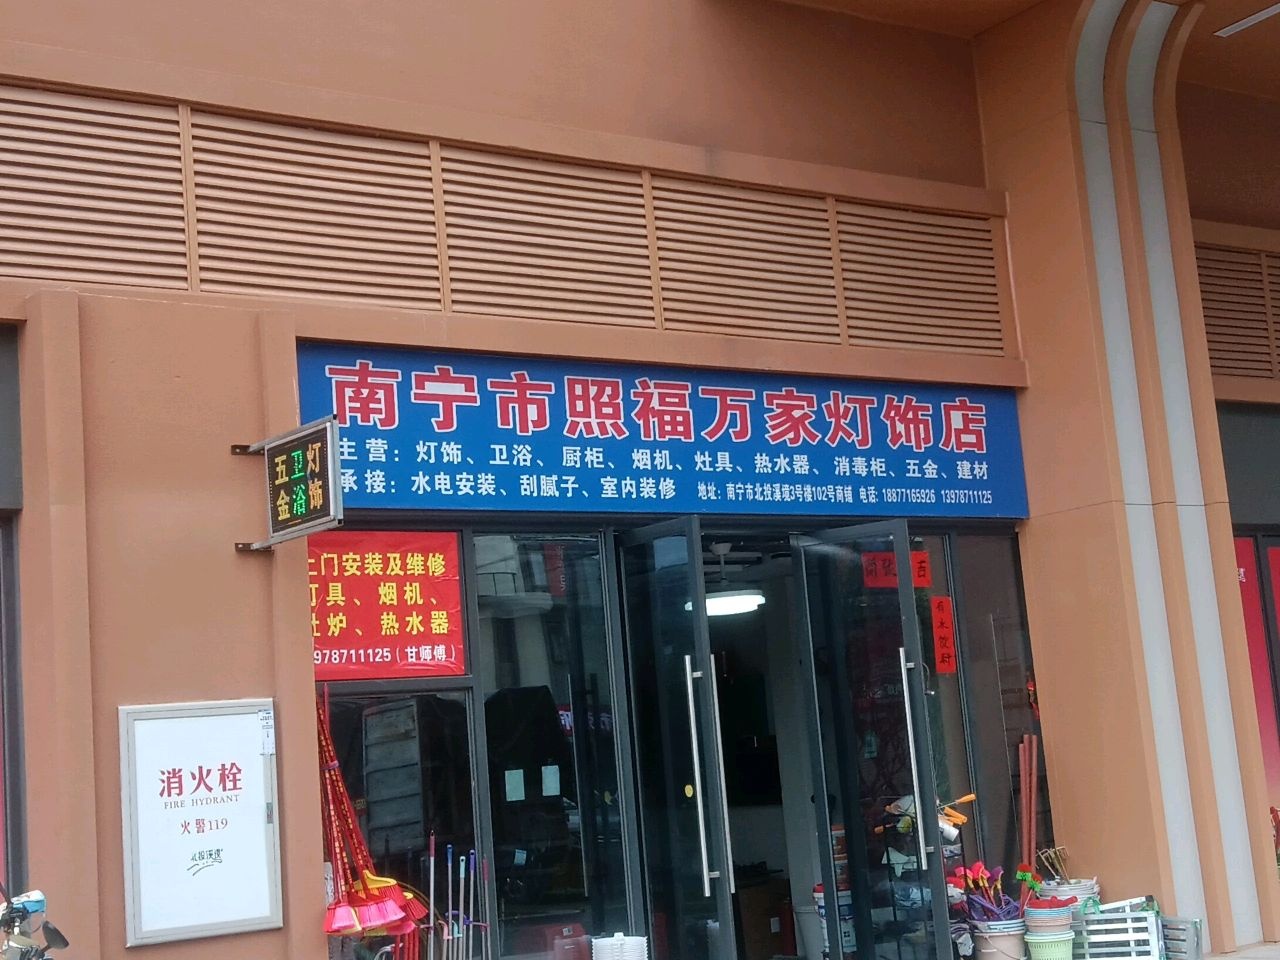 南宁市照福万家灯饰店
主营：灯饰、卫浴、厨柜、烟机、灶具、热水器、消毒柜、五金、建材
承接：水电安装、刮腻子、室内装修 地址：南宁市北投溪境3号楼102号商铺 电话：18877165926 13978711125
灯饰
卫浴
五金
上门安装及维修
灯具、烟机、
灶炉、热水器
978711125（甘师傅）
消火栓
FIRE HYDRANT
火警119
北投溪境